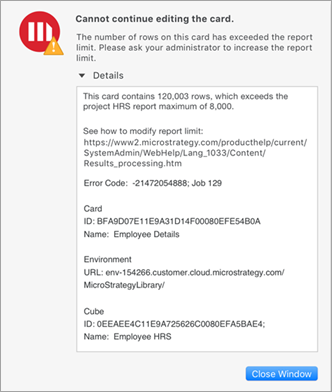 Cannot continue editing the card.
The number of rows on this card has exceeded the report
limit. Please ask your administrator to increase the report
limit.
Details
This card contains 120,003 rows, which exceeds the
project HRS report maximum of 8,000.
See how to modify report limit:
https://www2.microstrategy.com/producthelp/current/
SystemAdmin/WebHelp/Lang_1033/Content/
Results_processing.htm
Error Code: -21472054888; Job 129
Card
ID: BFA9D07E11E9A31D14F00080EFE54B0A
Name: Employee Details
Environment
URL: env-154266.customer.cloud.microstrategy.com/
MicroStrategyLibrary/
Cube
ID: 0EEAEE4C11E9A725626C0080EFA5BAE4;
Name: Employee HRS
Close Window